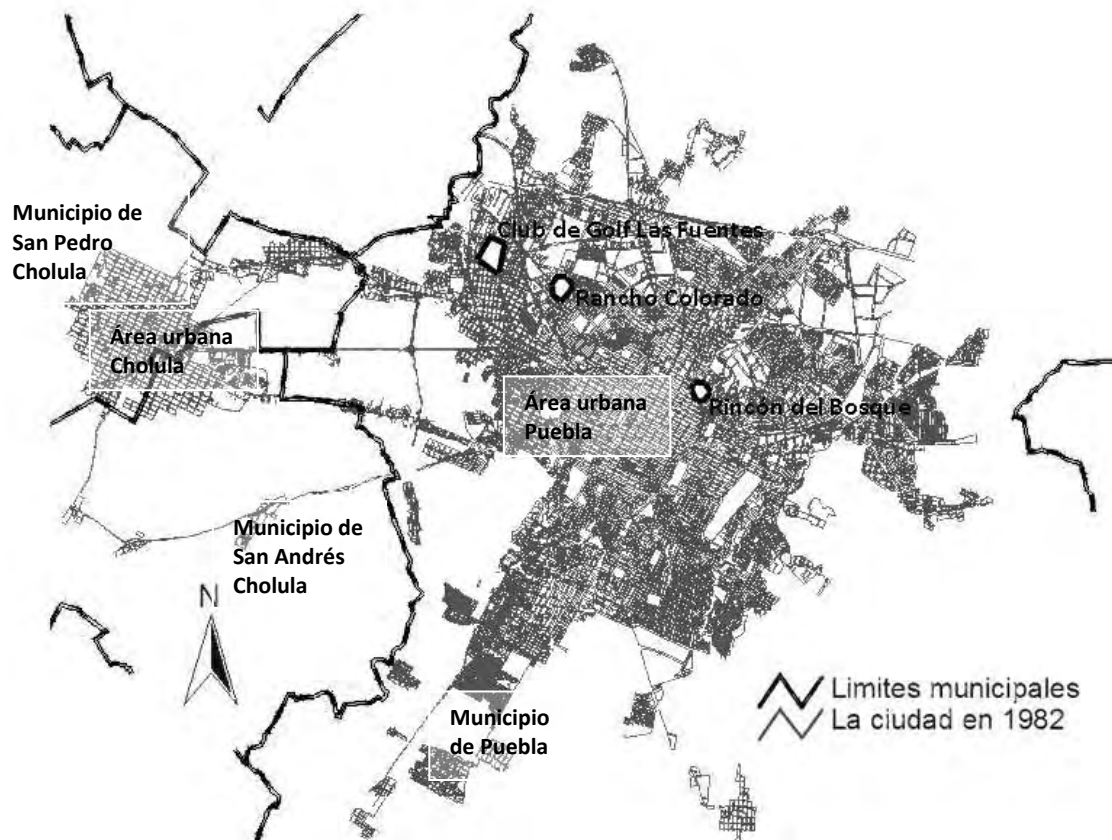 Municipio de
San Pedro
Cholula
Club de Golf Las Fuentes
Rancho Colorado
Área urbana
Cholula
Área urbana
Puebla
Rincón del Bosque
Municipio de
San Andrés
Cholula
N
Municipio
de Puebla
Limites municipales
La ciudad en 1982